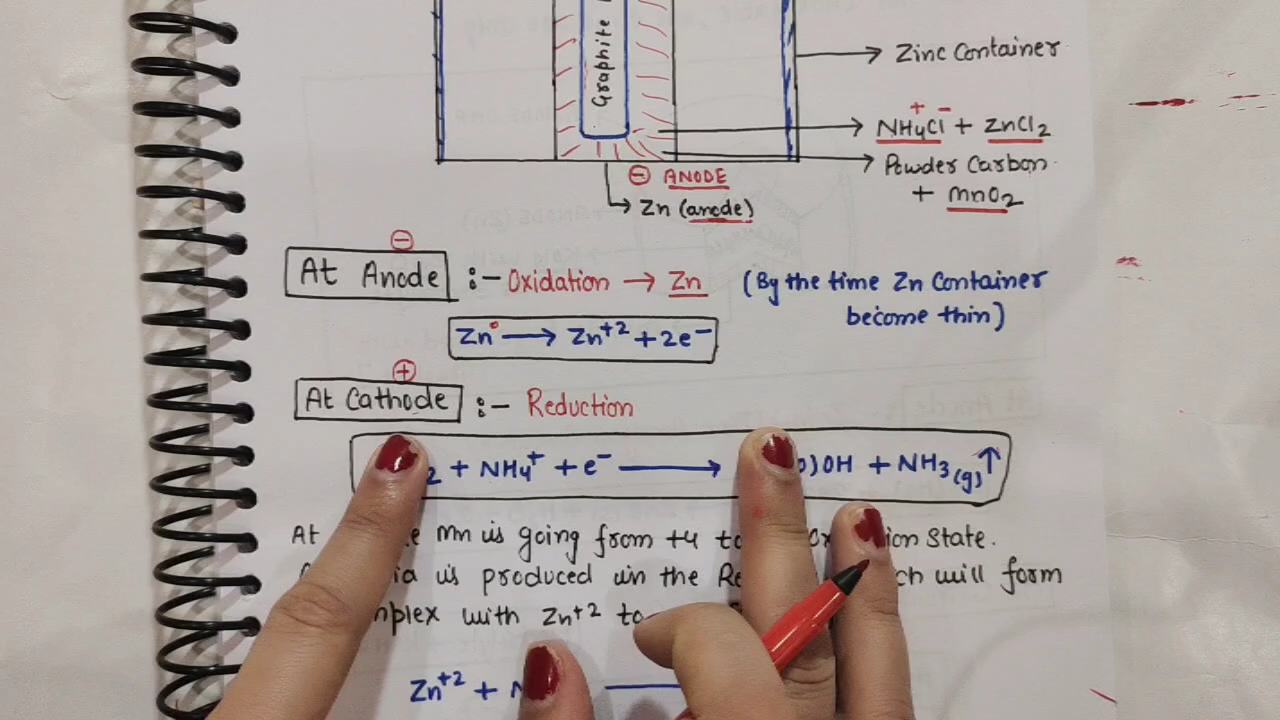 Graphite
Zinc Container
+ -
NH4Cl + ZnCl2
Powder Carbon
+ MnO2
⊖ ANODE
→ Zn (anode)
⊖
At Anode :- Oxidation → Zn (By the time Zn Container
become thin)
Zn° → Zn+2 + 2e-
⊕
At Cathode :- Reduction
2 + NH4+ + e- → )OH + NH3(g)↑
At Mn is going from +4 to State.
is produced in the will form
with Zn+2 to
Zn+2 +